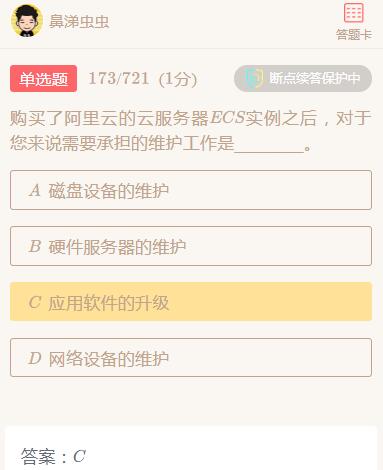 鼻涕虫虫
答题卡
单选题 173/721 (1分) 断点续答保护中
购买了阿里云的云服务器ECS实例之后，对于
您来说需要承担的维护工作是________。
A 磁盘设备的维护
B 硬件服务器的维护
C 应用软件的升级
D 网络设备的维护
答案：C